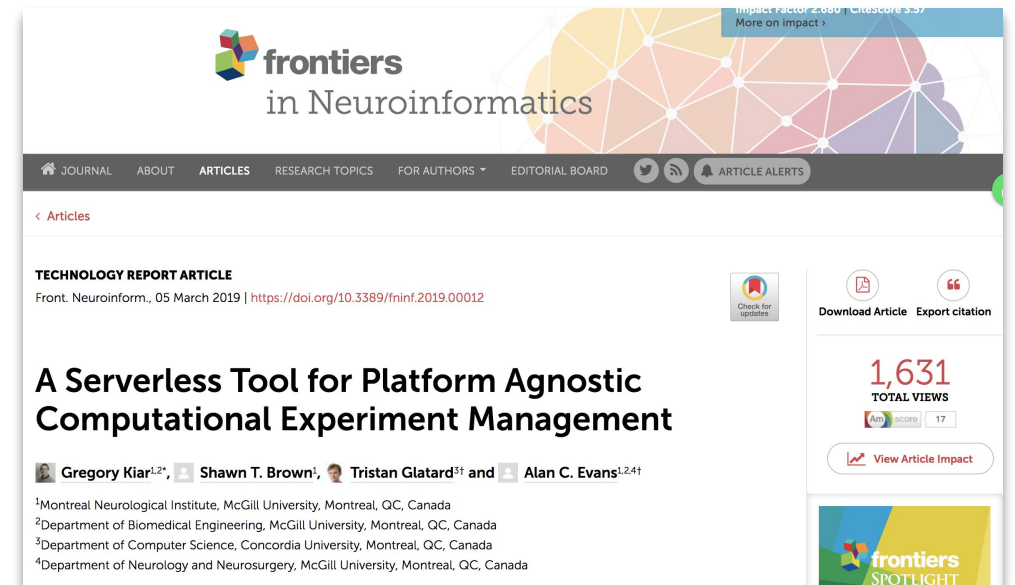 Impact Factor 2.680 | CiteScore 3.57
More on impact ›
frontiers
in Neuroinformatics
JOURNAL ABOUT ARTICLES RESEARCH TOPICS FOR AUTHORS EDITORIAL BOARD ARTICLE ALERTS
‹ Articles
TECHNOLOGY REPORT ARTICLE
Front. Neuroinform., 05 March 2019 | https://doi.org/10.3389/fninf.2019.00012
Check for
updates
Download Article Export citation
A Serverless Tool for Platform Agnostic
Computational Experiment Management
1,631
TOTAL VIEWS
Am score 17
View Article Impact
Gregory Kiar1,2*, Shawn T. Brown1, Tristan Glatard3† and Alan C. Evans1,2,4†
1Montreal Neurological Institute, McGill University, Montreal, QC, Canada
2Department of Biomedical Engineering, McGill University, Montreal, QC, Canada
3Department of Computer Science, Concordia University, Montreal, QC, Canada
4Department of Neurology and Neurosurgery, McGill University, Montreal, QC, Canada
frontiers
SPOTLIGHT